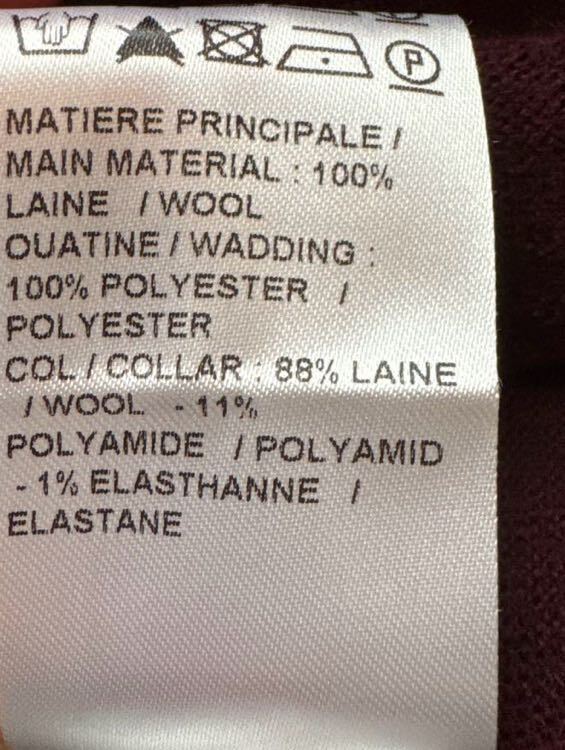 P
MATIERE PRINCIPALE /
MAIN MATERIAL : 100%
LAINE / WOOL
OUATINE / WADDING :
100% POLYESTER /
POLYESTER
COL / COLLAR : 88% LAINE
/ WOOL - 11%
POLYAMIDE / POLYAMID
- 1% ELASTHANNE /
ELASTANE